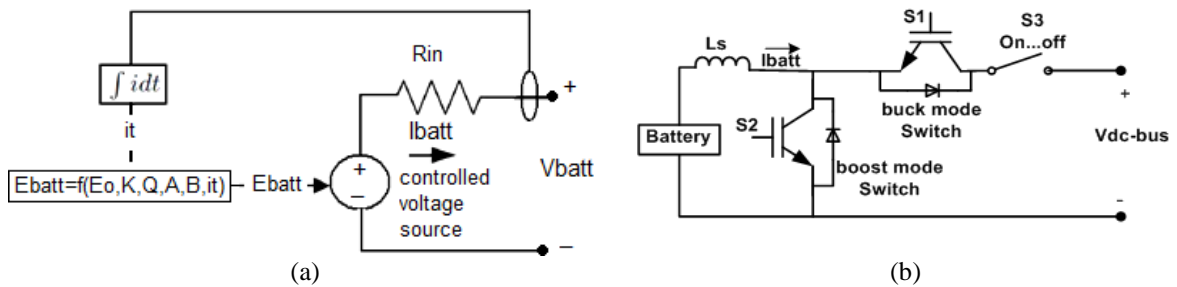 ∫ idt
it
Ebatt=f(Eo,K,Q,A,B,it)
Ebatt
Rin
Ibatt
+
−
controlled
voltage
source
+
Vbatt
−
(a)
Ls
Ibatt
Battery
S1
S3
On...off
buck mode
Switch
S2
boost mode
Switch
+
Vdc-bus
-
(b)